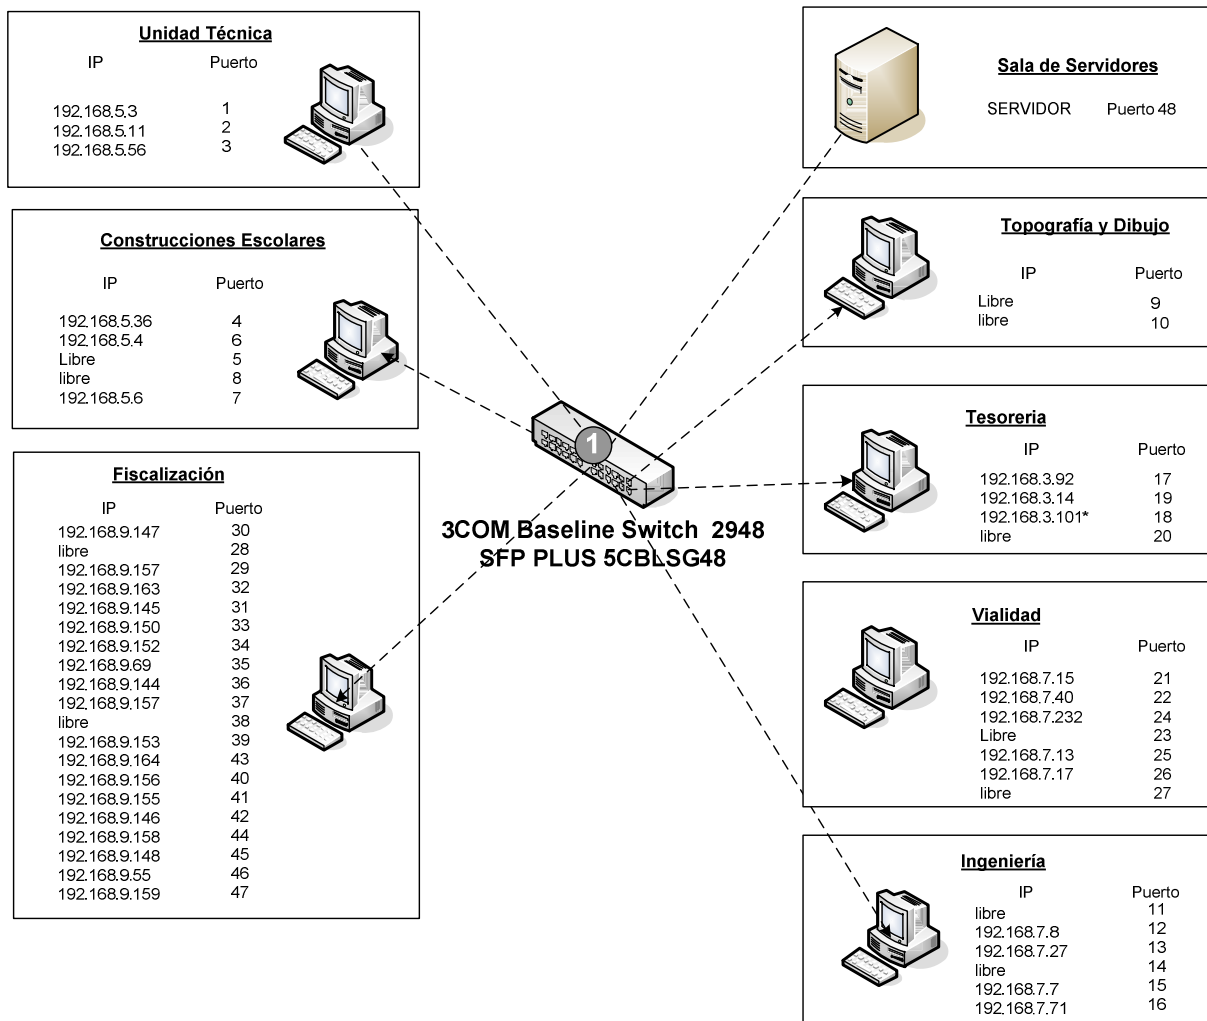 Unidad Técnica
IP Puerto
192.168.5.3 1
192.168.5.11 2
192.168.5.56 3
Construcciones Escolares
IP Puerto
192.168.5.36 4
192.168.5.4 6
Libre 5
libre 8
192.168.5.6 7
Fiscalización
IP Puerto
192.168.9.147 30
libre 28
192.168.9.157 29
192.168.9.163 32
192.168.9.145 31
192.168.9.150 33
192.168.9.152 34
192.168.9.69 35
192.168.9.144 36
192.168.9.157 37
libre 38
192.168.9.153 39
192.168.9.164 43
192.168.9.156 40
192.168.9.155 41
192.168.9.146 42
192.168.9.158 44
192.168.9.148 45
192.168.9.55 46
192.168.9.159 47
1
3COM Baseline Switch 2948
SFP PLUS 5CBLSG48
Sala de Servidores
SERVIDOR Puerto 48
Topografía y Dibujo
IP Puerto
Libre 9
libre 10
Tesoreria
IP Puerto
192.168.3.92 17
192.168.3.14 19
192.168.3.101* 18
libre 20
Vialidad
IP Puerto
192.168.7.15 21
192.168.7.40 22
192.168.7.232 24
Libre 23
192.168.7.13 25
192.168.7.17 26
libre 27
Ingeniería
IP Puerto
libre 11
192.168.7.8 12
192.168.7.27 13
libre 14
192.168.7.7 15
192.168.7.71 16